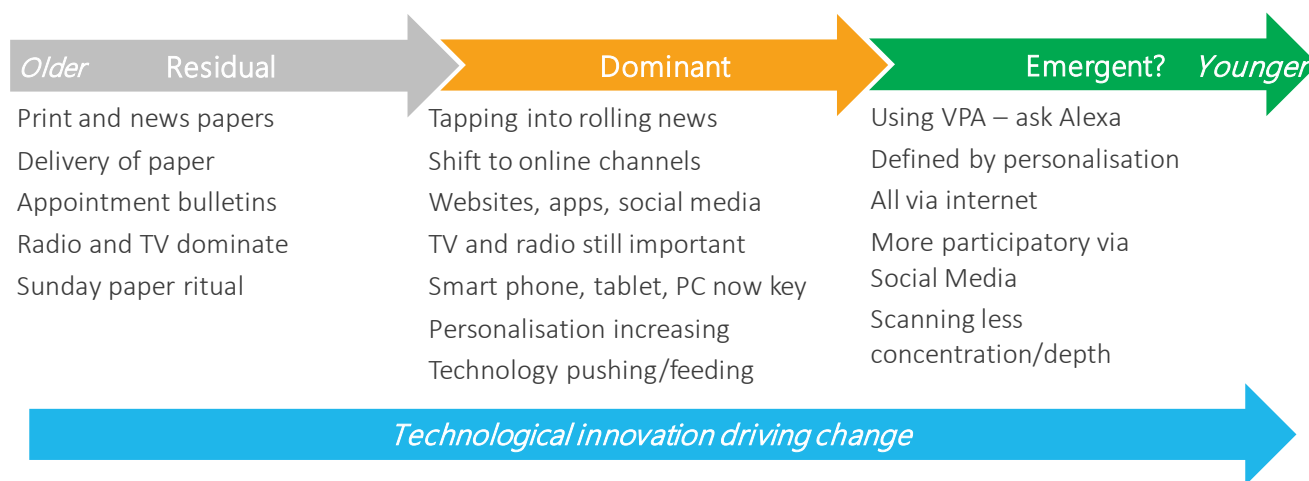 Older Residual
Dominant
Emergent? Younger
Print and news papers
Delivery of paper
Appointment bulletins
Radio and TV dominate
Sunday paper ritual
Tapping into rolling news
Shift to online channels
Websites, apps, social media
TV and radio still important
Smart phone, tablet, PC now key
Personalisation increasing
Technology pushing/feeding
Using VPA – ask Alexa
Defined by personalisation
All via internet
More participatory via
Social Media
Scanning less
concentration/depth
Technological innovation driving change